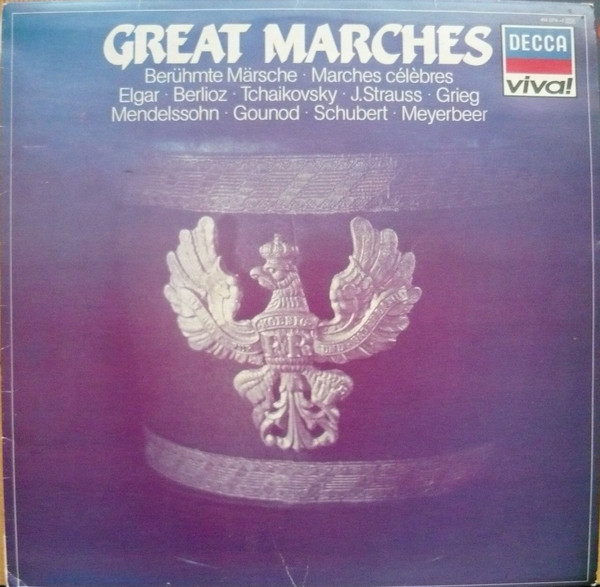 GREAT MARCHES
Berühmte Märsche · Marches célèbres
Elgar · Berlioz · Tchaikovsky · J.Strauss · Grieg
Mendelssohn · Gounod · Schubert · Meyerbeer
DECCA
viva!
FR